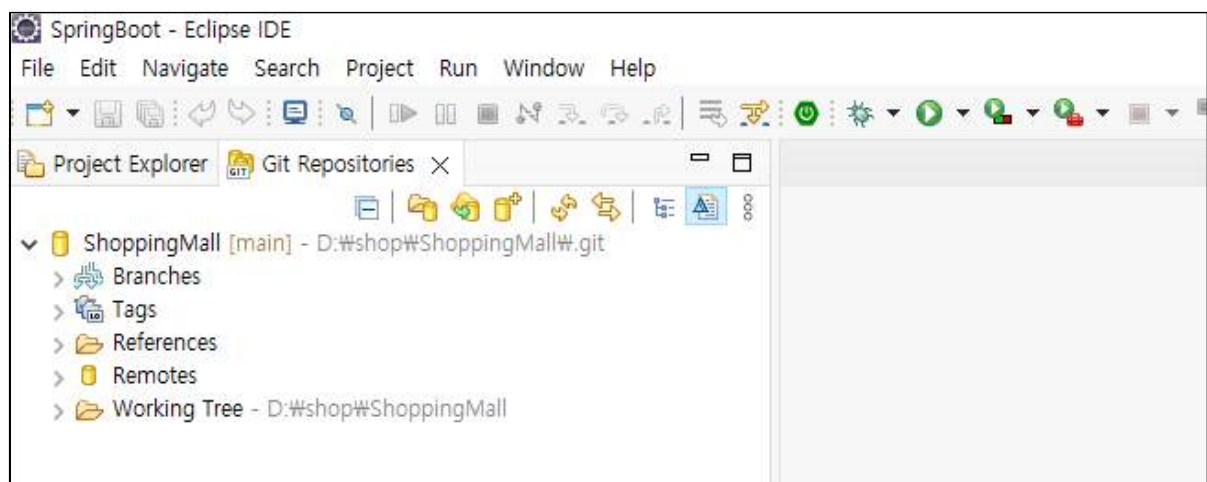 SpringBoot - Eclipse IDE
File Edit Navigate Search Project Run Window Help
Project Explorer Git Repositories
ShoppingMall [main] - D:₩shop₩ShoppingMall₩.git
Branches
Tags
References
Remotes
Working Tree - D:₩shop₩ShoppingMall